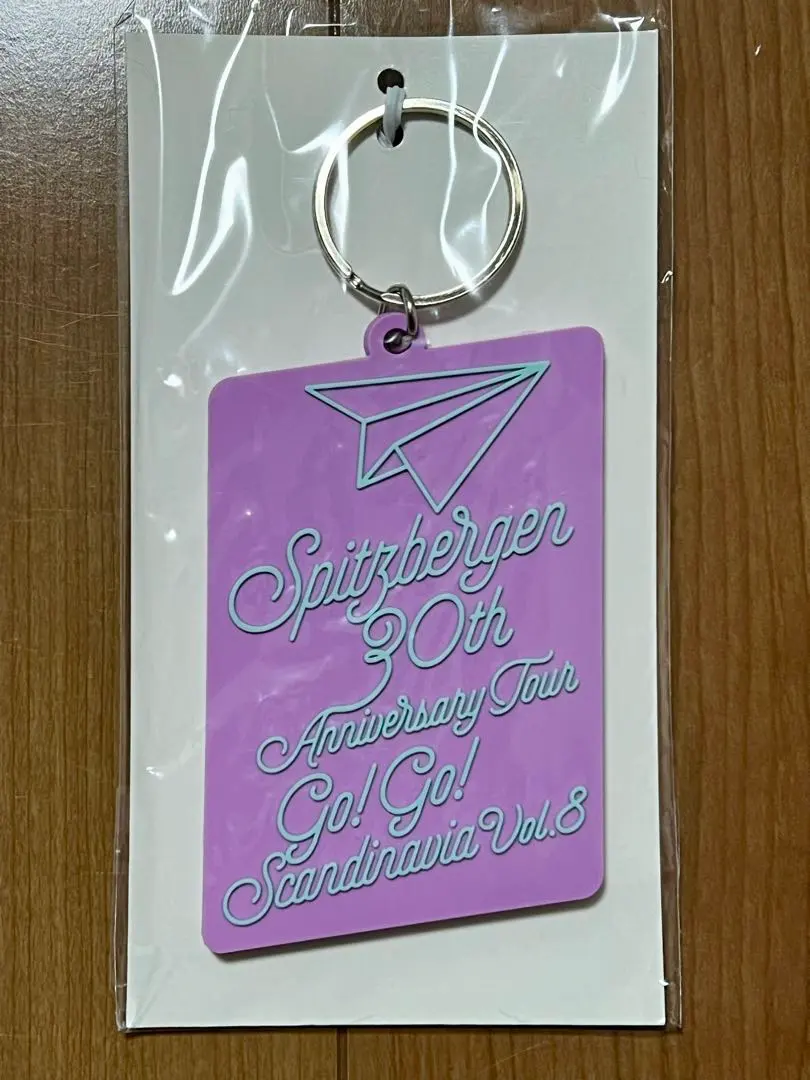 Spitzbergen
30th
Anniversary Tour
Go! Go!
Scandinavia Vol.8